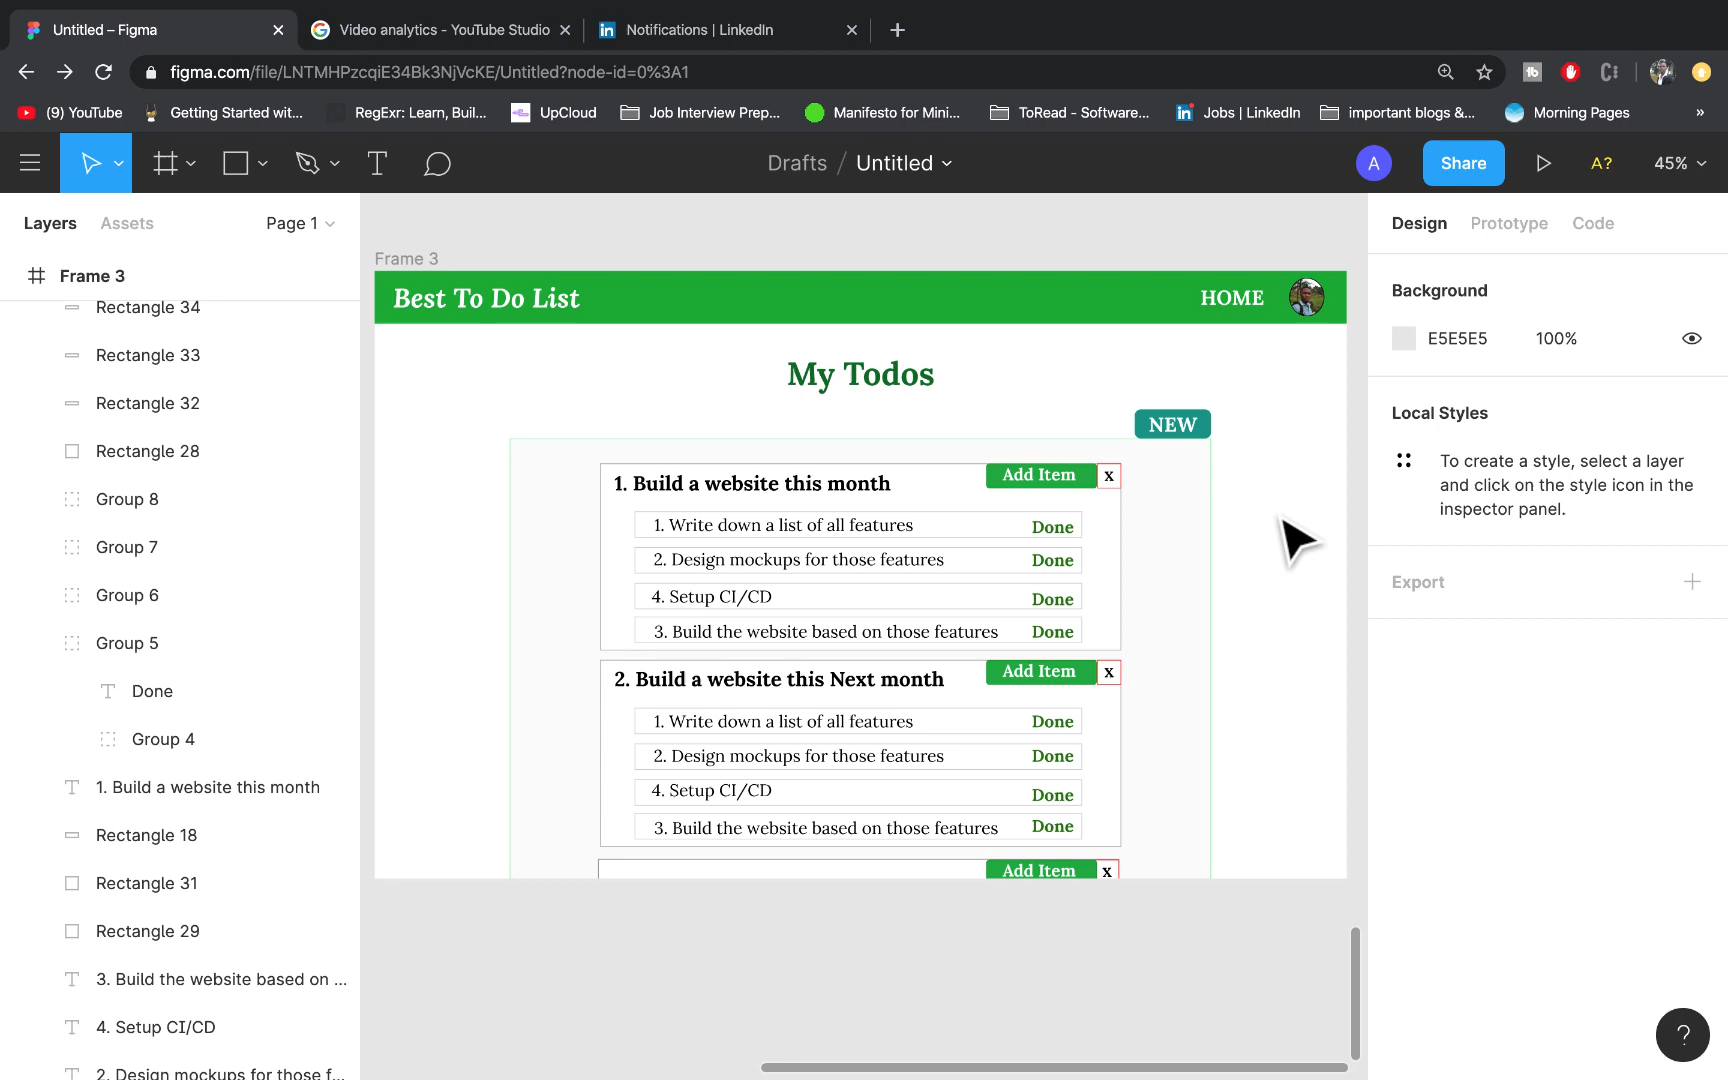 Untitled – Figma
Video analytics - YouTube Studio
Notifications | LinkedIn
figma.com/file/LNTMHPzcqiE34Bk3NjVcKE/Untitled?node-id=0%3A1
(9) YouTube
Getting Started wit...
RegExr: Learn, Buil...
UpCloud
Job Interview Prep...
Manifesto for Mini...
ToRead - Software...
Jobs | LinkedIn
important blogs &...
Morning Pages
»
Drafts / Untitled
A
Share
A?
45%
Layers
Assets
Page 1
Frame 3
Rectangle 34
Rectangle 33
Rectangle 32
Rectangle 28
Group 8
Group 7
Group 6
Group 5
Done
Group 4
1. Build a website this month
Rectangle 18
Rectangle 31
Rectangle 29
3. Build the website based on ...
4. Setup CI/CD
2. Design mockups for those f...
Frame 3
Best To Do List
HOME
My Todos
NEW
1. Build a website this month
Add Item
x
1. Write down a list of all features
Done
2. Design mockups for those features
Done
4. Setup CI/CD
Done
3. Build the website based on those features
Done
2. Build a website this Next month
Add Item
x
1. Write down a list of all features
Done
2. Design mockups for those features
Done
4. Setup CI/CD
Done
3. Build the website based on those features
Done
Add Item
x
Design
Prototype
Code
Background
E5E5E5
100%
Local Styles
To create a style, select a layer
and click on the style icon in the
inspector panel.
Export
?